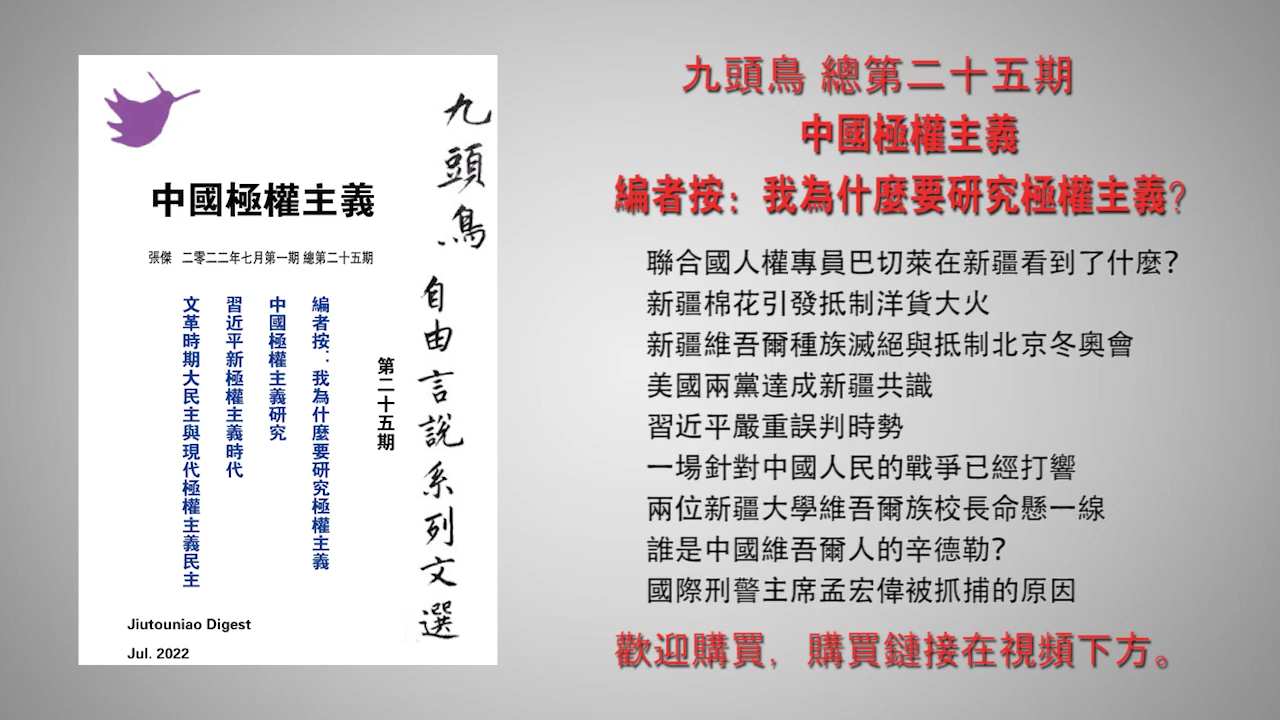 中國極權主義
張傑 二零二二年七月第一期 總第二十五期
九頭鳥
自由言說系列文選
第二十五期
編者按：我為什麼要研究極權主義
中國極權主義研究
習近平新極權主義時代
文革時期大民主與現代極權主義民主
Jiutouniao Digest
Jul. 2022
九頭鳥 總第二十五期
中國極權主義
編者按：我為什麼要研究極權主義?
聯合國人權專員巴切萊在新疆看到了什麼?
新疆棉花引發抵制洋貨大火
新疆維吾爾種族滅絕與抵制北京冬奧會
美國兩黨達成新疆共識
習近平嚴重誤判時勢
一場針對中國人民的戰爭已經打響
兩位新疆大學維吾爾族校長命懸一線
誰是中國維吾爾人的辛德勒?
國際刑警主席孟宏偉被抓捕的原因
歡迎購買，購買鏈接在視頻下方。